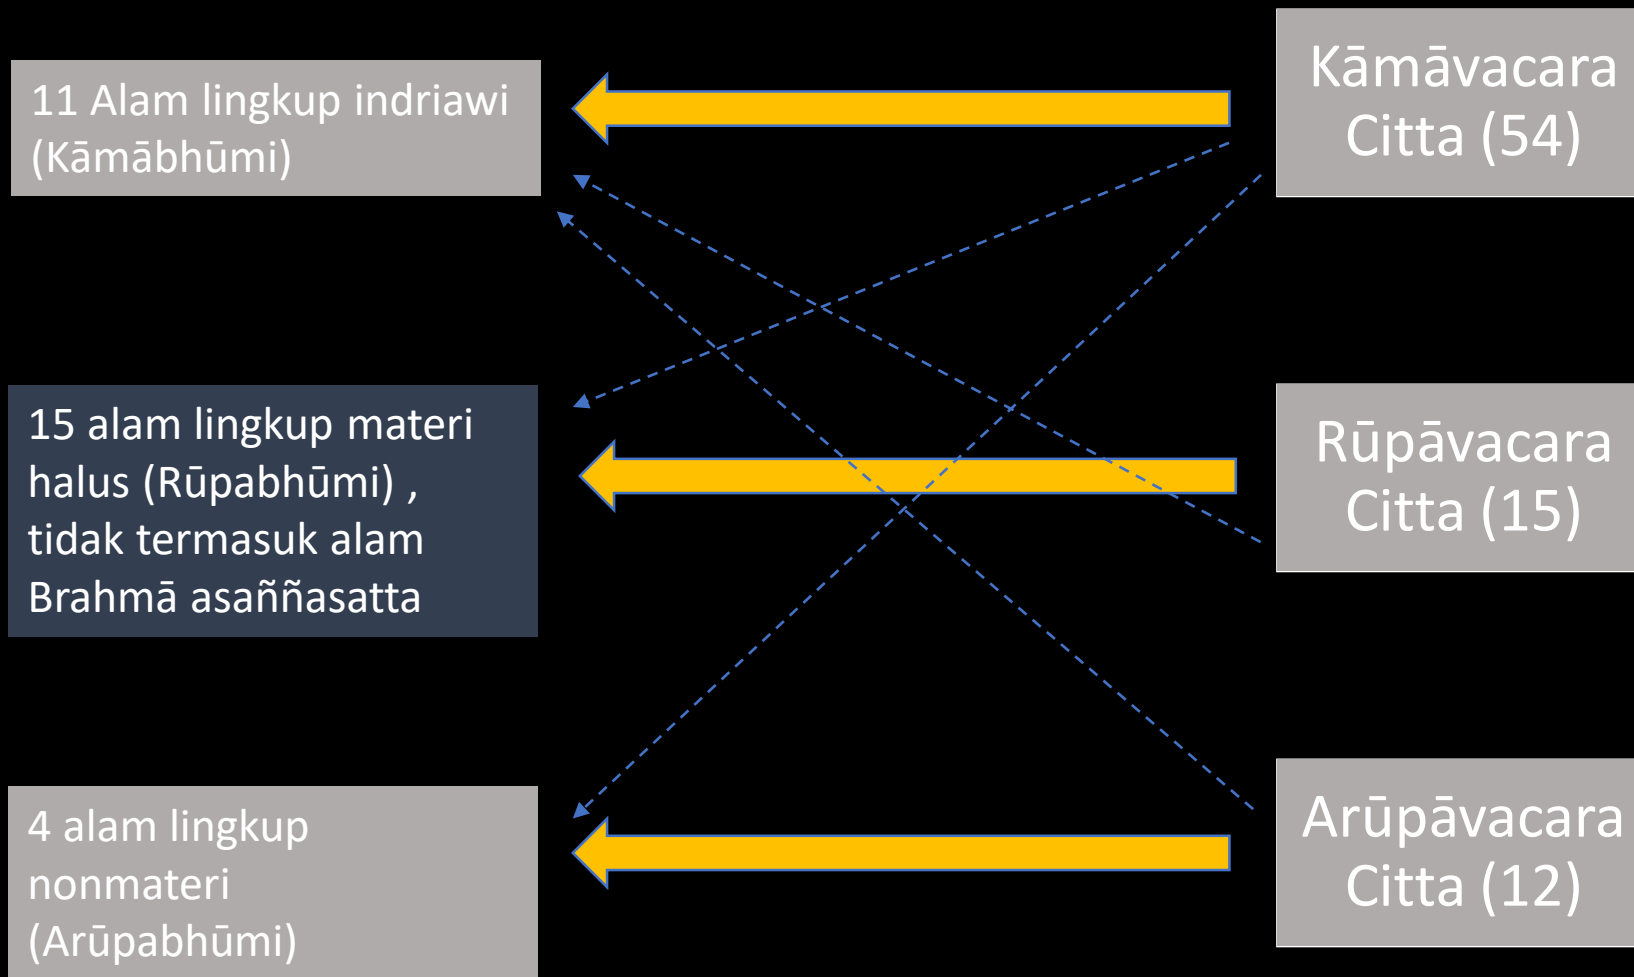 11 Alam lingkup indriawi
(Kāmābhūmi)
Kāmāvacara
Citta (54)
15 alam lingkup materi
halus (Rūpabhūmi) ,
tidak termasuk alam
Brahmā asaññasatta
Rūpāvacara
Citta (15)
4 alam lingkup
nonmateri
(Arūpabhūmi)
Arūpāvacara
Citta (12)